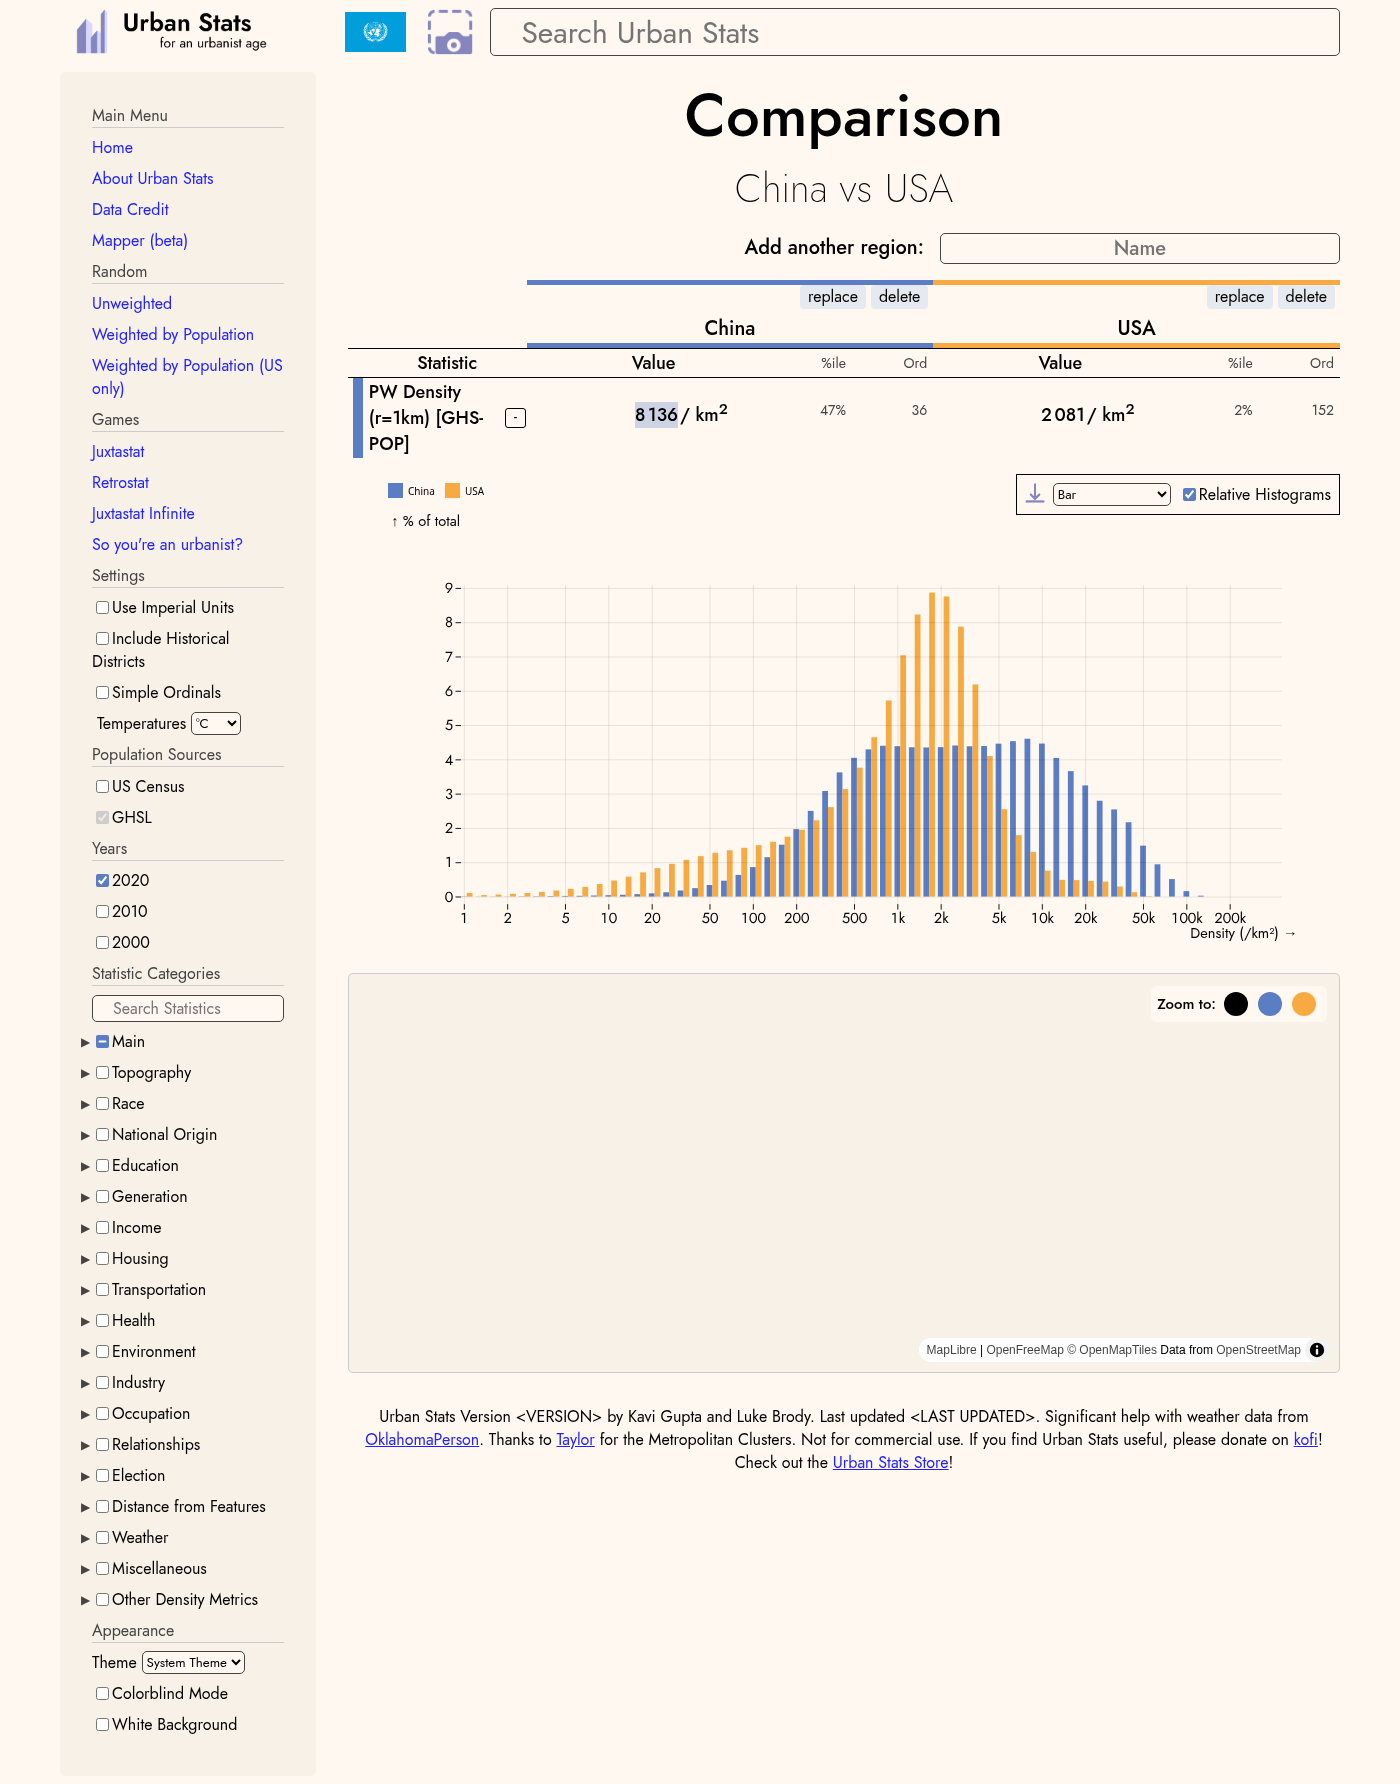 Urban Stats
for an urbanist age
Search Urban Stats
Main Menu
Home
About Urban Stats
Data Credit
Mapper (beta)
Random
Unweighted
Weighted by Population
Weighted by Population (US
only)
Games
Juxtastat
Retrostat
Juxtastat Infinite
So you're an urbanist?
Settings
Use Imperial Units
Include Historical
Districts
Simple Ordinals
Temperatures °C
Population Sources
US Census
GHSL
Years
2020
2010
2000
Statistic Categories
Search Statistics
Main
Topography
Race
National Origin
Education
Generation
Income
Housing
Transportation
Health
Environment
Industry
Occupation
Relationships
Election
Distance from Features
Weather
Miscellaneous
Other Density Metrics
Appearance
Theme System Theme
Colorblind Mode
White Background
Comparison
China vs USA
Add another region: Name
replace delete replace delete
China USA
Statistic Value %ile Ord Value %ile Ord
PW Density
(r=1km) [GHS-
POP]
- 8 136 / km² 47% 36 2 081 / km² 2% 152
China USA
Bar Relative Histograms
↑ % of total
9
8
7
6
5
4
3
2
1
0
1 2 5 10 20 50 100 200 500 1k 2k 5k 10k 20k 50k 100k 200k
Density (/km²) →
Zoom to:
MapLibre | OpenFreeMap © OpenMapTiles Data from OpenStreetMap
Urban Stats Version <VERSION> by Kavi Gupta and Luke Brody. Last updated <LAST UPDATED>. Significant help with weather data from
OklahomaPerson. Thanks to Taylor for the Metropolitan Clusters. Not for commercial use. If you find Urban Stats useful, please donate on kofi!
Check out the Urban Stats Store!